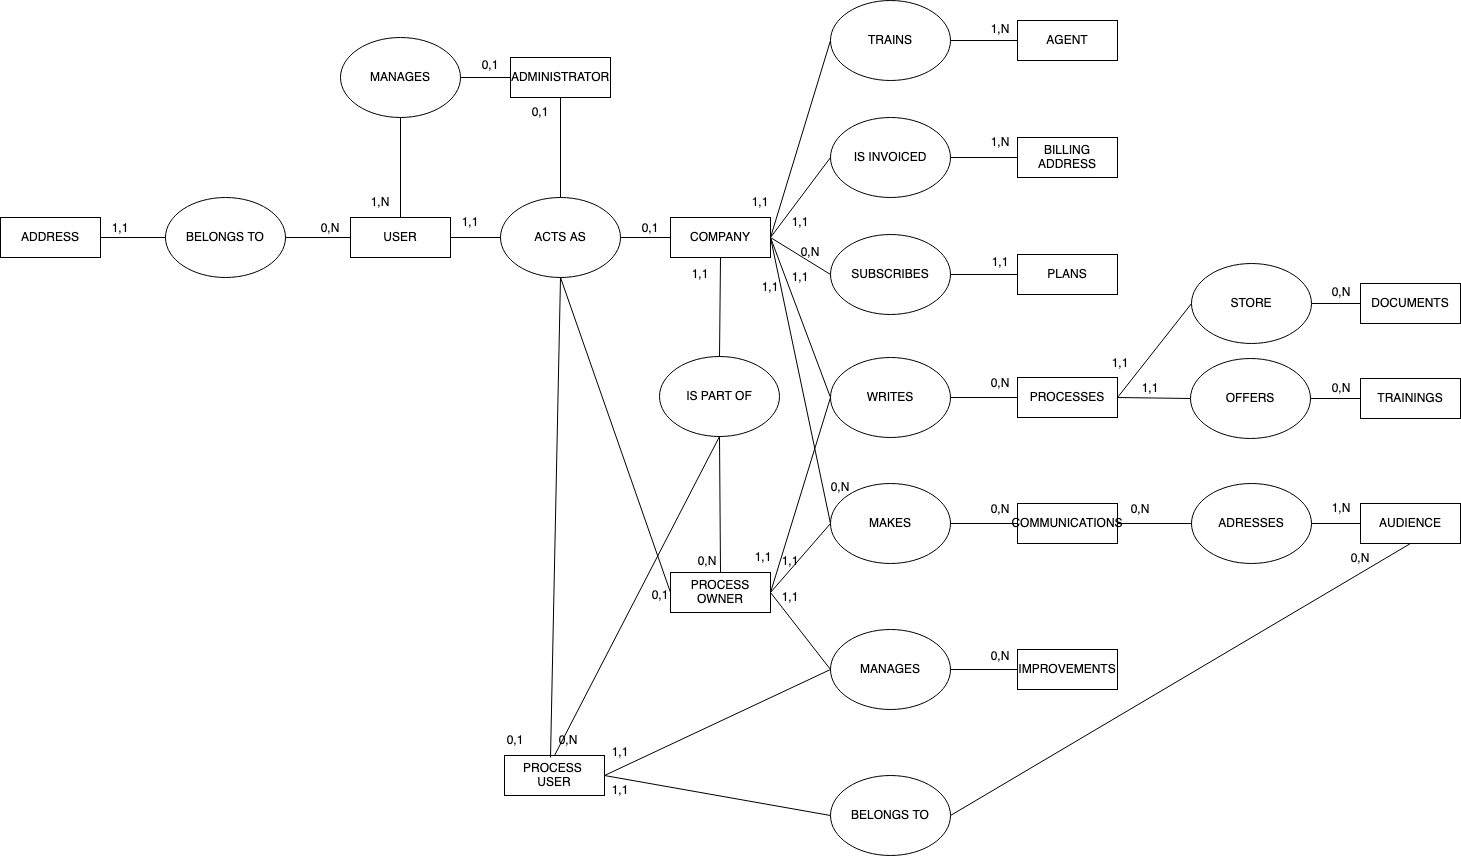 TRAINS
1,N
AGENT
MANAGES
0,1
ADMINISTRATOR
0,1
IS INVOICED
1,N
BILLING
ADDRESS
ADDRESS
1,1
BELONGS TO
0,N
1,N
USER
1,1
ACTS AS
0,1
COMPANY
1,1
1,1
0,N
1,1
1,1
1,1
SUBSCRIBES
1,1
PLANS
STORE
0,N
DOCUMENTS
IS PART OF
WRITES
0,N
PROCESSES
1,1
1,1
OFFERS
0,N
TRAININGS
0,N
MAKES
0,N
COMMUNICATIONS
0,N
ADRESSES
1,N
AUDIENCE
0,N
0,N
0,1
PROCESS
OWNER
1,1
1,1
1,1
MANAGES
0,N
IMPROVEMENTS
0,1
0,N
PROCESS
USER
1,1
1,1
BELONGS TO